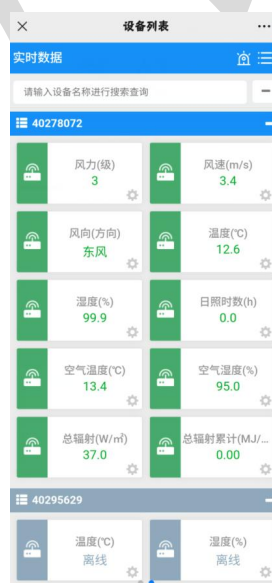 设备列表
实时数据
请输入设备名称进行搜索查询
40278072
风力(级)
3
风速(m/s)
3.4
风向(方向)
东风
温度(℃)
12.6
湿度(%)
99.9
日照时数(h)
0.0
空气温度(℃)
13.4
空气湿度(%)
95.0
总辐射(W/㎡)
37.0
总辐射累计(MJ/...
0.00
40295629
温度(℃)
离线
湿度(%)
离线